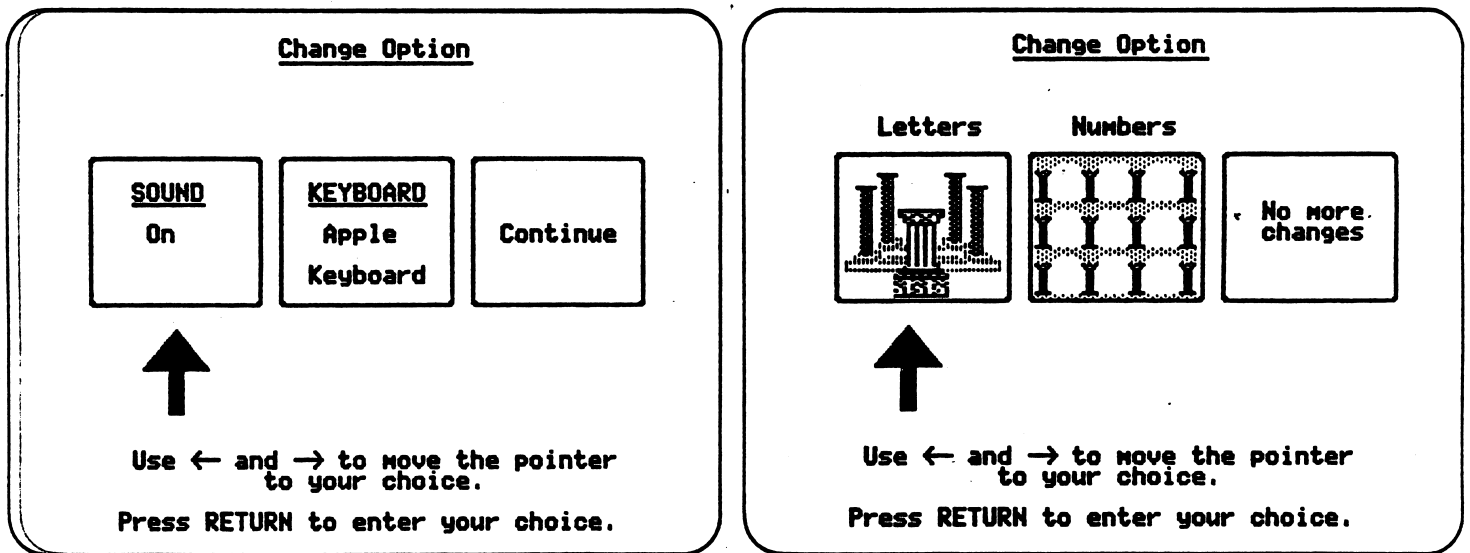 Change Option
SOUND
On
KEYBOARD
Apple
Keyboard
Continue
Use ← and → to move the pointer
to your choice.
Press RETURN to enter your choice.
Change Option
Letters
Numbers
No more
changes
Use ← and → to move the pointer
to your choice.
Press RETURN to enter your choice.